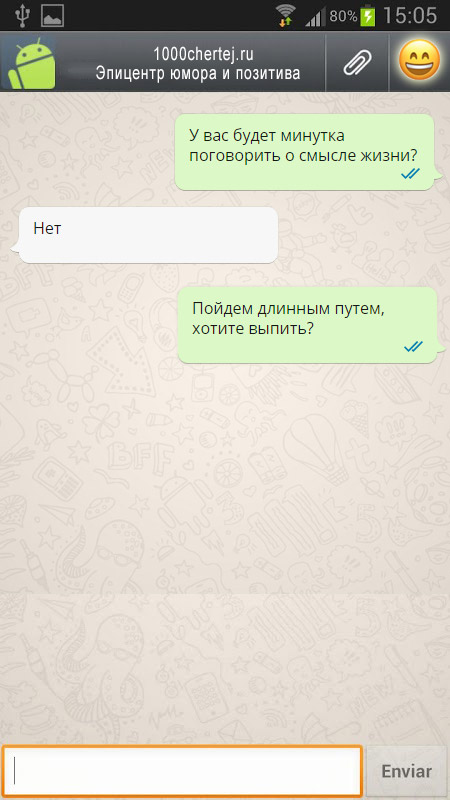 80% 15:05
1000chertej.ru
Эпицентр юмора и позитива
У вас будет минутка
поговорить о смысле жизни?
Нет
Пойдем длинным путем,
хотите выпить?
BFF
Enviar